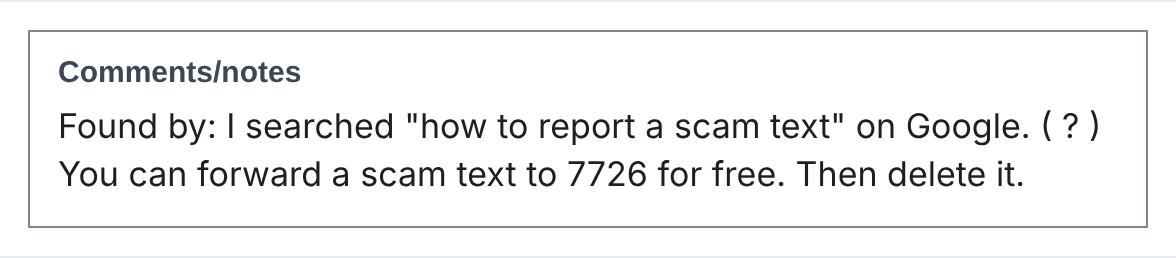 Comments/notes
Found by: I searched "how to report a scam text" on Google. ( ? )
You can forward a scam text to 7726 for free. Then delete it.